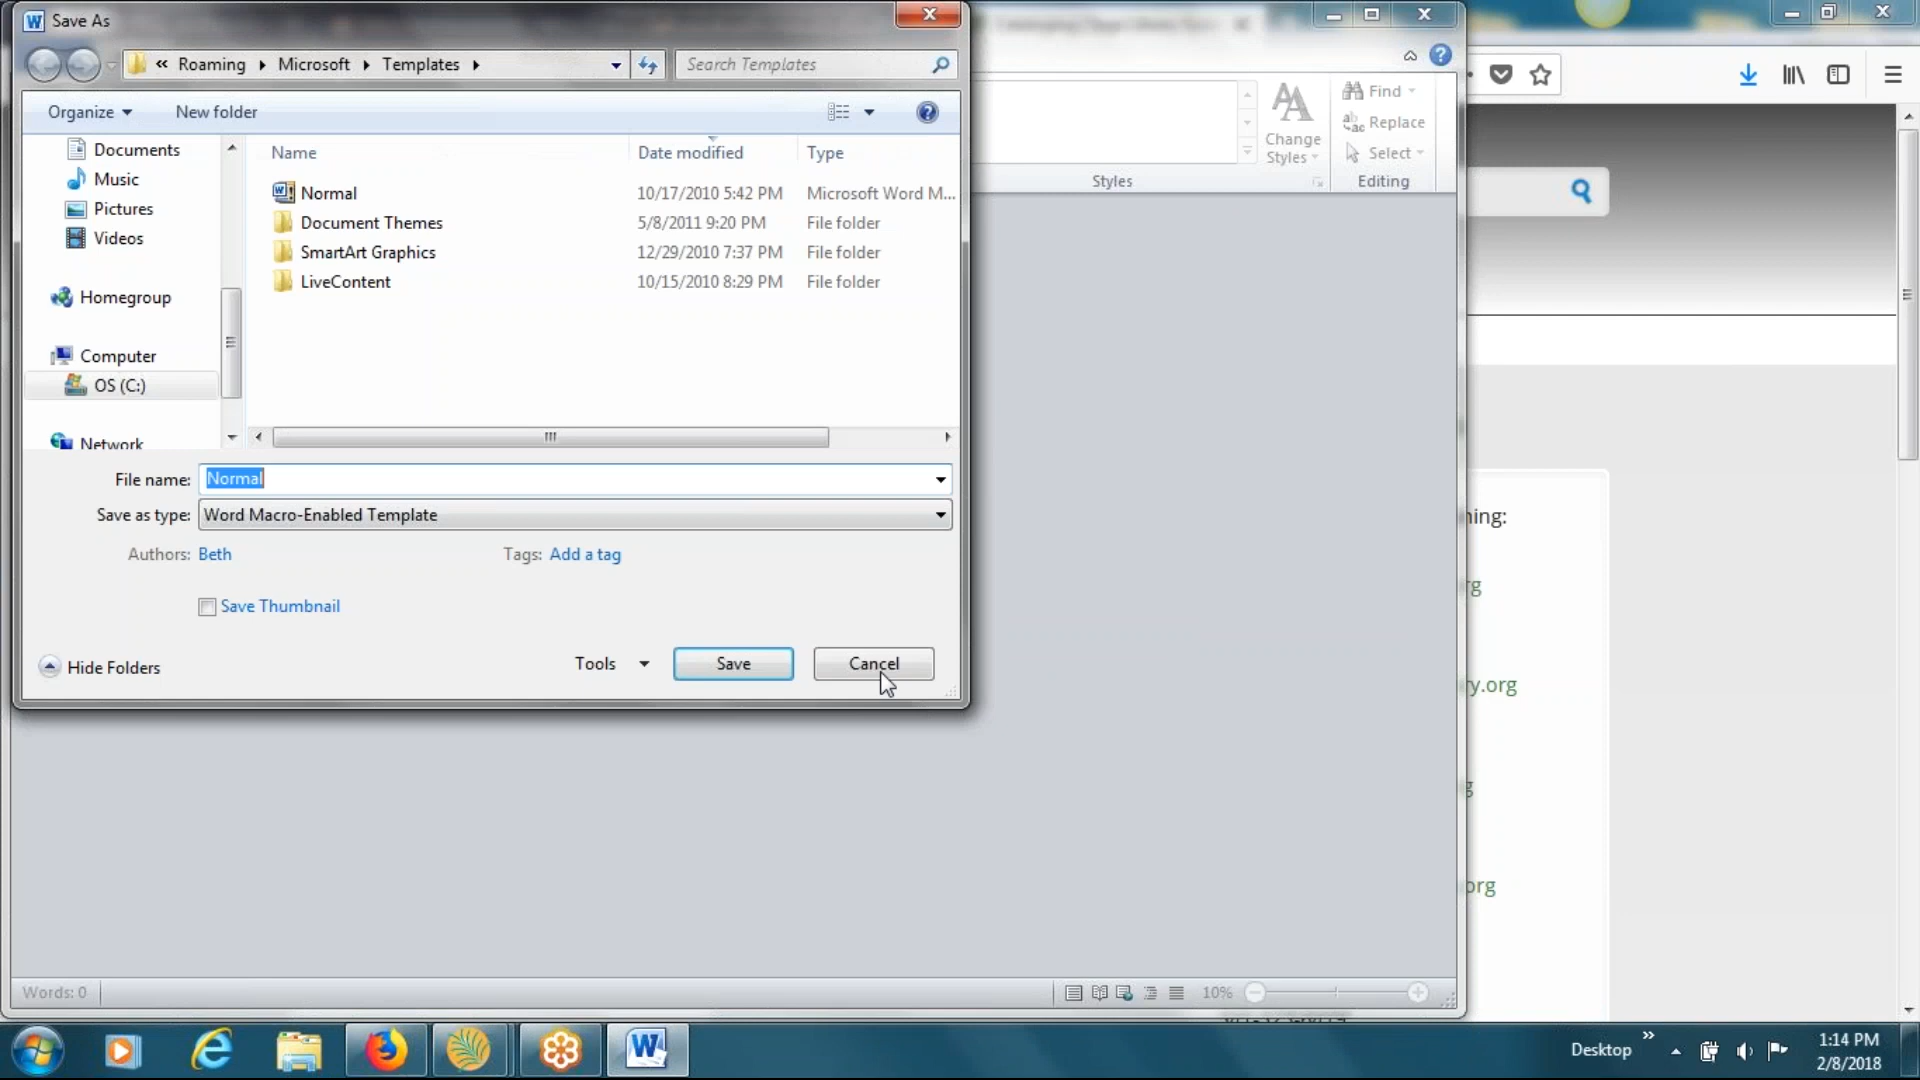 Save As
« Roaming Microsoft Templates
Search Templates
Organize New folder
Documents
Music
Pictures
Videos
Homegroup
Computer
OS (C:)
Network
Name Date modified Type
Normal 10/17/2010 5:42 PM Microsoft Word M...
Document Themes 5/8/2011 9:20 PM File folder
SmartArt Graphics 12/29/2010 7:37 PM File folder
LiveContent 10/15/2010 8:29 PM File folder
File name: Normal
Save as type: Word Macro-Enabled Template
Authors: Beth Tags: Add a tag
Save Thumbnail
Hide Folders Tools Save Cancel
Change
Styles
Styles
Find
Replace
Select
Editing
ning:
y.org
org
Words: 0
10%
Desktop
1:14 PM
2/8/2018